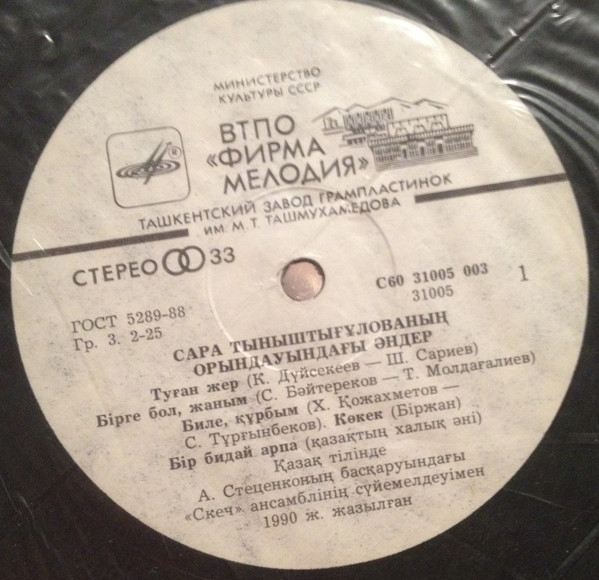 МИНИСТЕРСТВО
КУЛЬТУРЫ СССР
ВТПО
«ФИРМА
МЕЛОДИЯ»
ТАШКЕНТСКИЙ ЗАВОД ГРАМПЛАСТИНОК
ИМ. М. Т. ТАШМУХАМЕДОВА
СТЕРЕО 33
ГОСТ 5289-88
Гр. 3. 2-25
С60 31005 003
31005
1
САРА ТЫНЫШТЫҒҰЛОВАНЫҢ
ОРЫНДАУЫНДАҒЫ ӘНДЕР
Туған жер (К. Дүйсекеев — Ш. Сариев)
Бірге бол, жаным (С. Бәйтереков — Т. Молдағалиев)
Биле, құрбым (Х. Қожахметов —
С. Тұрғынбеков). Көкек (Біржан)
Бір бидай арпа (қазақтың халық әні)
Қазақ тілінде
А. Стеценконың басқаруындағы
«Скеч» ансамблінің сүйемелдеуімен
1990 ж. жазылған